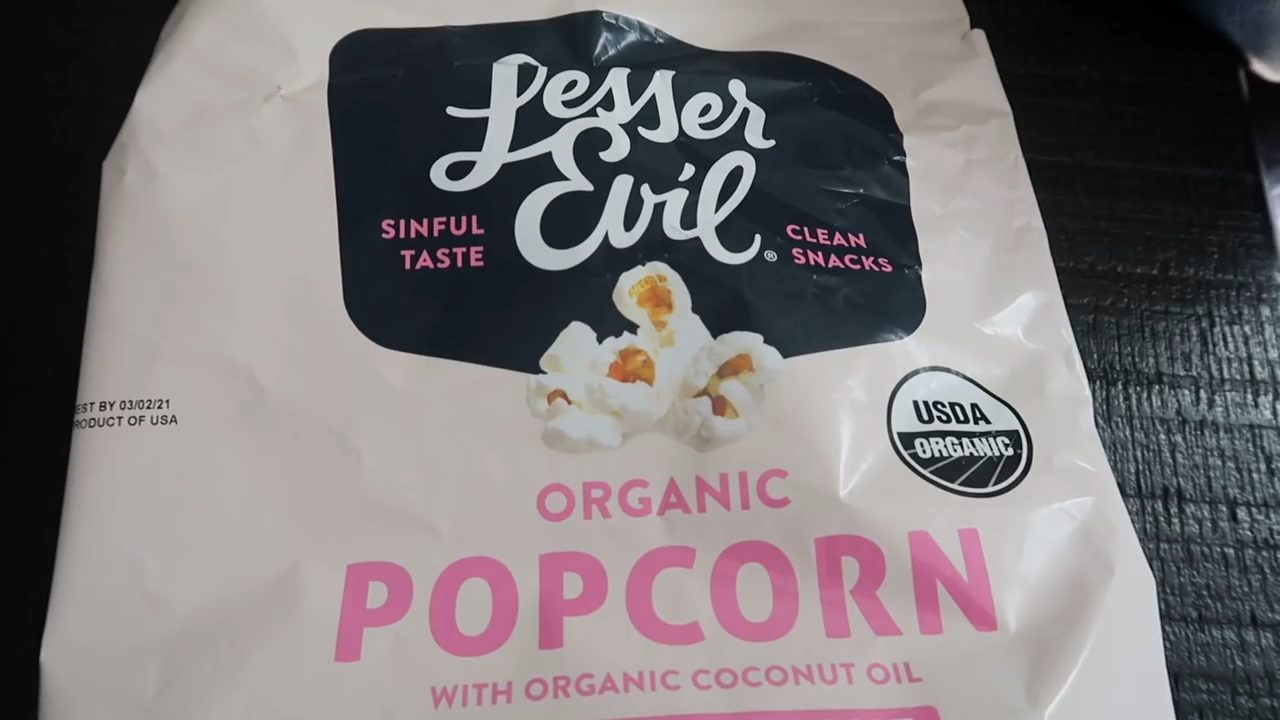 Lesser
Evil®
SINFUL
TASTE
CLEAN
SNACKS
EST BY 03/02/21
RODUCT OF USA
USDA
ORGANIC
ORGANIC
POPCORN
WITH ORGANIC COCONUT OIL